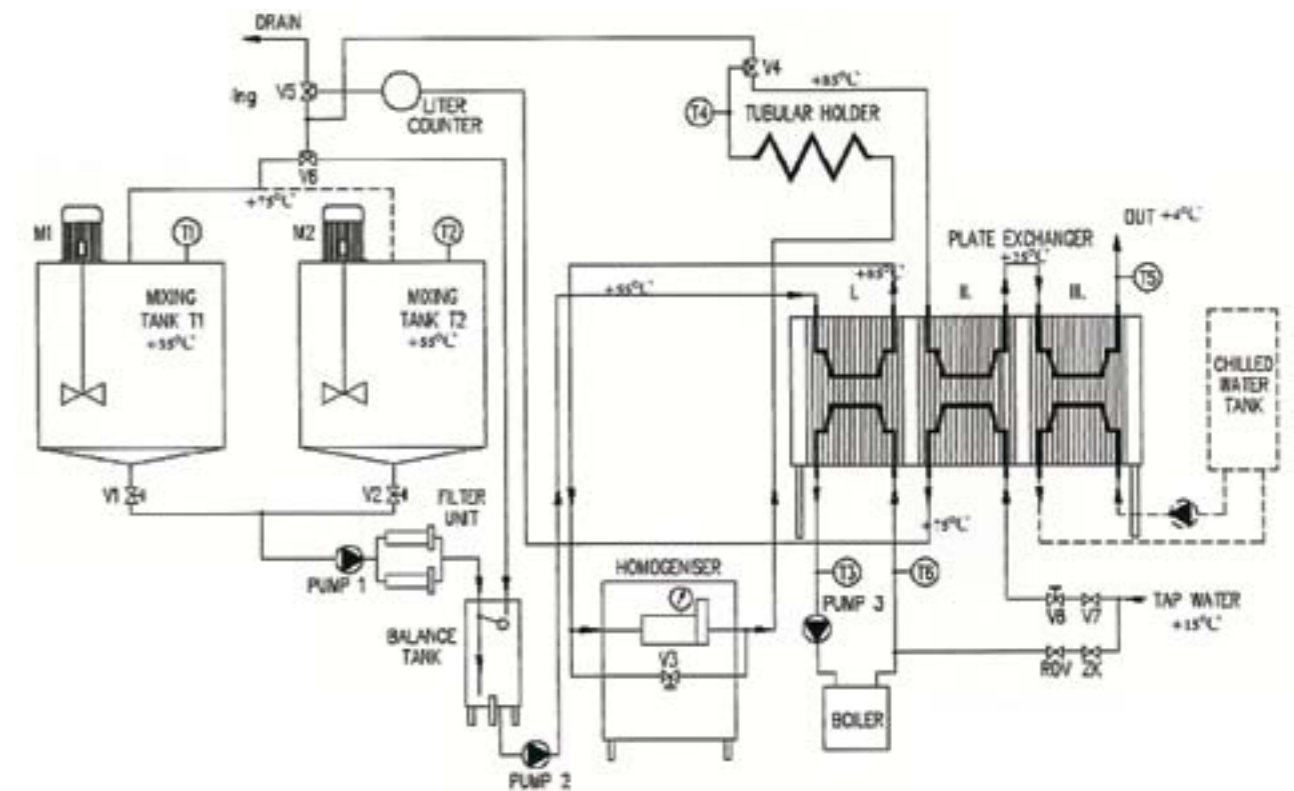 DRAIN
V5
ing
LITER
COUNTER
V4
+85°C
T4
TUBULAR HOLDER
V6
+75°C
M1
T1
M2
T2
MIXING
TANK T1
+55°C
MIXING
TANK T2
+55°C
OUT +4°C
PLATE EXCHANGER
+25°C
T5
+85°C
+55°C
I.
II.
III.
CHILLED
WATER
TANK
V1
V2
FILTER
UNIT
PUMP 1
+75°C
HOMOGENISER
T3
T6
PUMP 3
V8
V7
TAP WATER
+15°C
BALANCE
TANK
V3
RDV
ZK
BOILER
PUMP 2